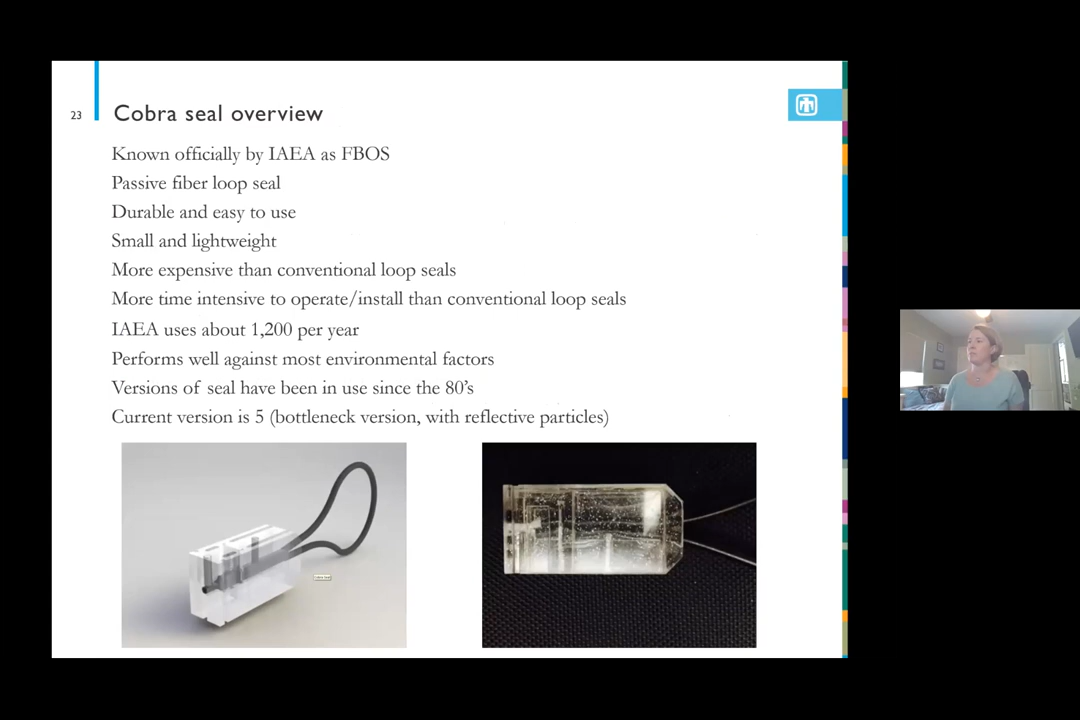 23
Cobra seal overview
Known officially by IAEA as FBOS
Passive fiber loop seal
Durable and easy to use
Small and lightweight
More expensive than conventional loop seals
More time intensive to operate/install than conventional loop seals
IAEA uses about 1,200 per year
Performs well against most environmental factors
Versions of seal have been in use since the 80’s
Current version is 5 (bottleneck version, with reflective particles)